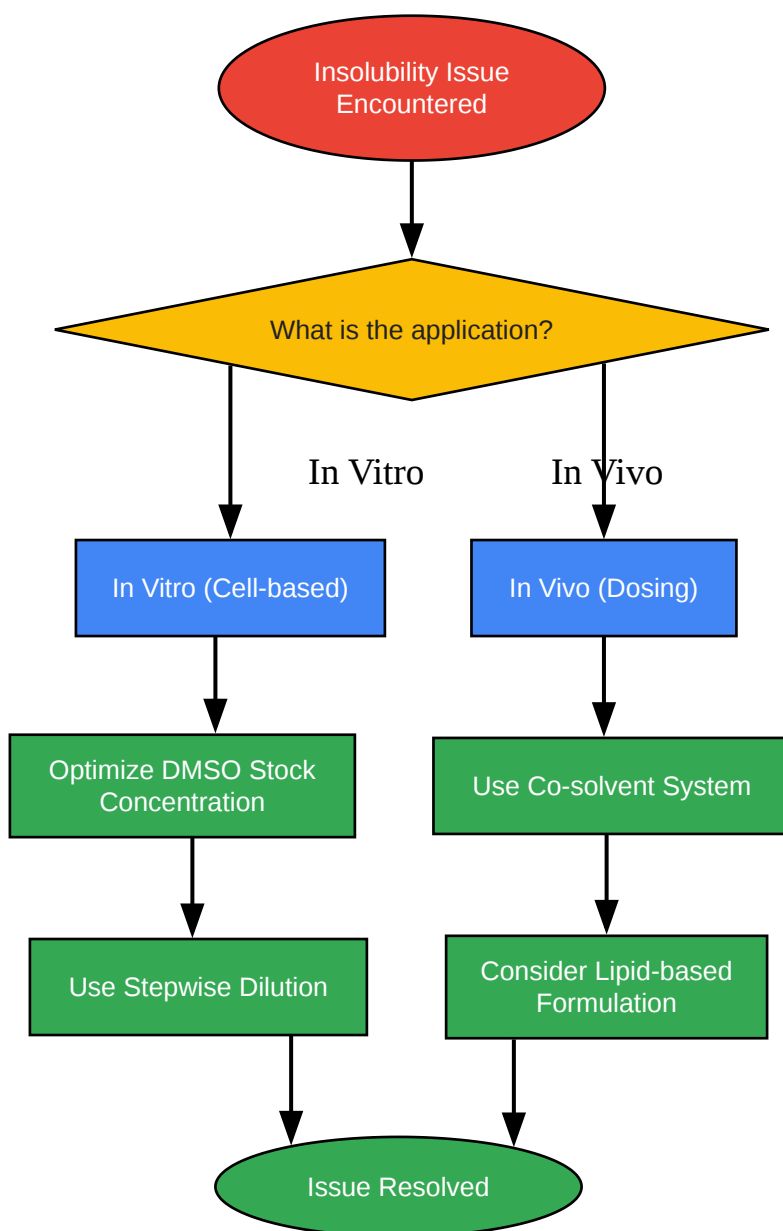 Insolubility Issue
Encountered
What is the application?
In Vitro
In Vivo
In Vitro (Cell-based)
In Vivo (Dosing)
Optimize DMSO Stock
Concentration
Use Co-solvent System
Use Stepwise Dilution
Consider Lipid-based
Formulation
Issue Resolved